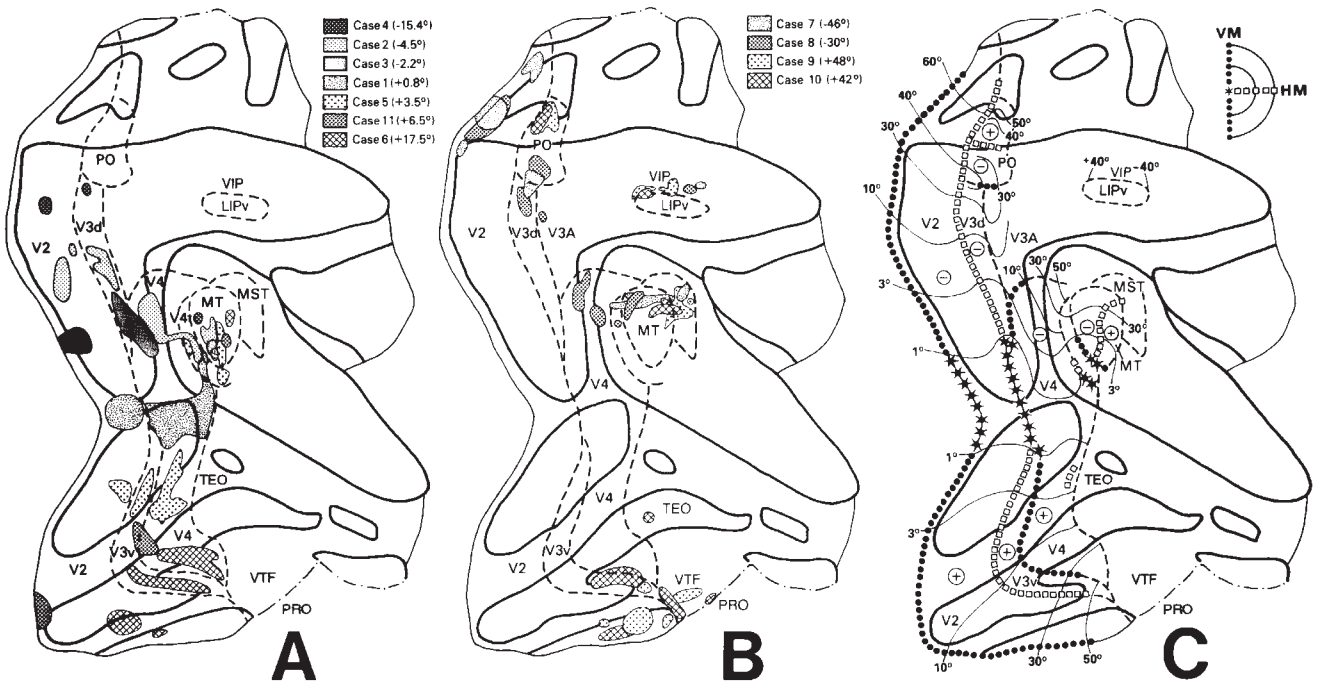 Case 4 (-15.4°)
Case 2 (-4.5°)
Case 3 (-2.2°)
Case 1 (+0.8°)
Case 5 (+3.5°)
Case 11 (+6.5°)
Case 6 (+17.5°)
PO
VIP
LIPv
V2
V3d
V4
MT
MST
V4t
TEO
V3v
V4
V2
VTF
PRO
A
Case 7 (-46°)
Case 8 (-30°)
Case 9 (+48°)
Case 10 (+42°)
PO
VIP
LIPv
V2
V3d
V3A
MT
V4
V4
TEO
V3v
V2
VTF
PRO
B
VM
HM
60°
40°
50°
40°
30°
+
PO
+40°
VIP
-40°
LIPv
10°
−
30°
V2
V3d
V3A
−
30°
50°
10°
MST
3°
−
30°
−
−
+
1°
MT
3°
V4
1°
TEO
3°
+
+
V4
+
V3v
VTF
V2
PRO
10°
30°
50°
C